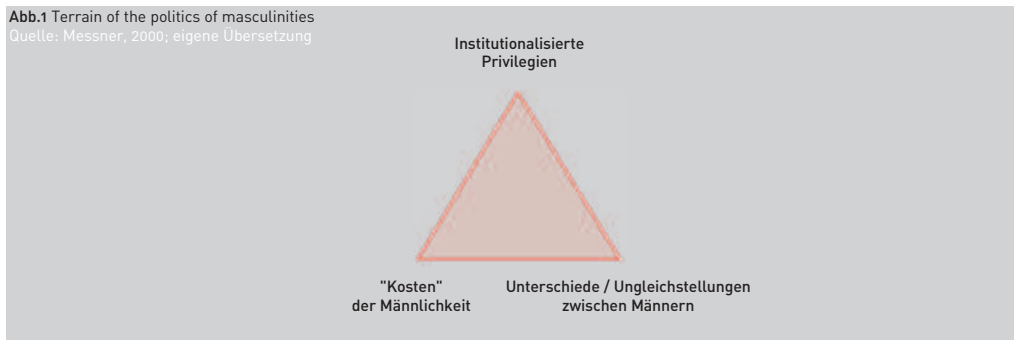 Abb.1 Terrain of the politics of masculinities
Quelle: Messner, 2000; eigene Übersetzung
Institutionalisierte
Privilegien
"Kosten"
der Männlichkeit
Unterschiede / Ungleichstellungen
zwischen Männern